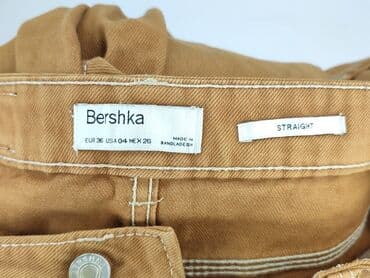 Bershka
EUR 36 USA 04 MEX 26
MADE IN
BANGLADESH
STRAIGHT